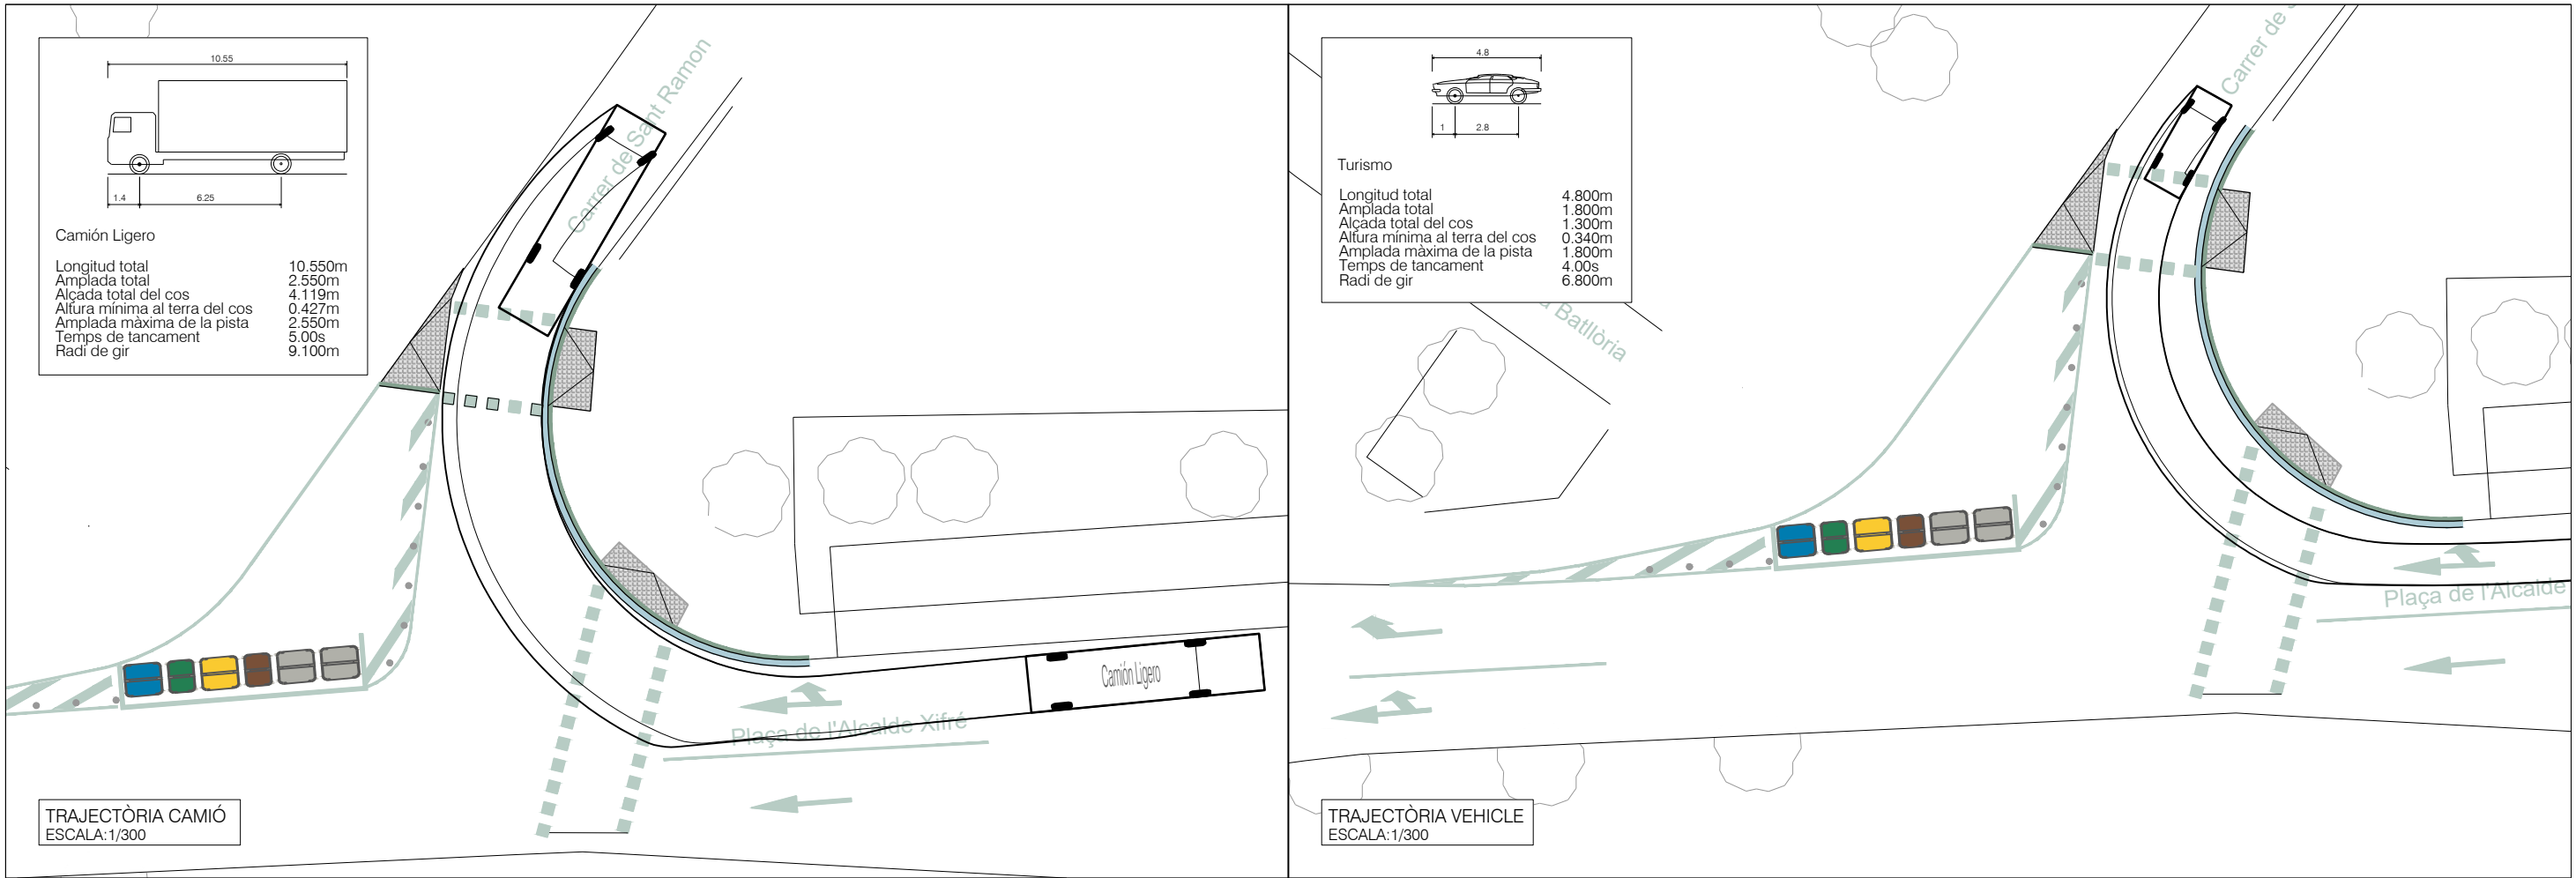 10.55
1.4
6.25
Camión Ligero
Longitud total 10.550m
Amplada total 2.550m
Alçada total del cos 4.119m
Altura mínima al terra del cos 0.427m
Amplada màxima de la pista 2.550m
Temps de tancament 5.00s
Radi de gir 9.100m
Carrer de Sant Ramon
Camión Ligero
Plaça de l'Alcalde Xifré
TRAJECTÒRIA CAMIÓ
ESCALA:1/300
4.8
1
2.8
Turismo
Longitud total 4.800m
Amplada total 1.800m
Alçada total del cos 1.300m
Altura mínima al terra del cos 0.340m
Amplada màxima de la pista 1.800m
Temps de tancament 4.00s
Radi de gir 6.800m
Carrer de
Batllòria
Plaça de l'Alcalde
TRAJECTÒRIA VEHICLE
ESCALA:1/300